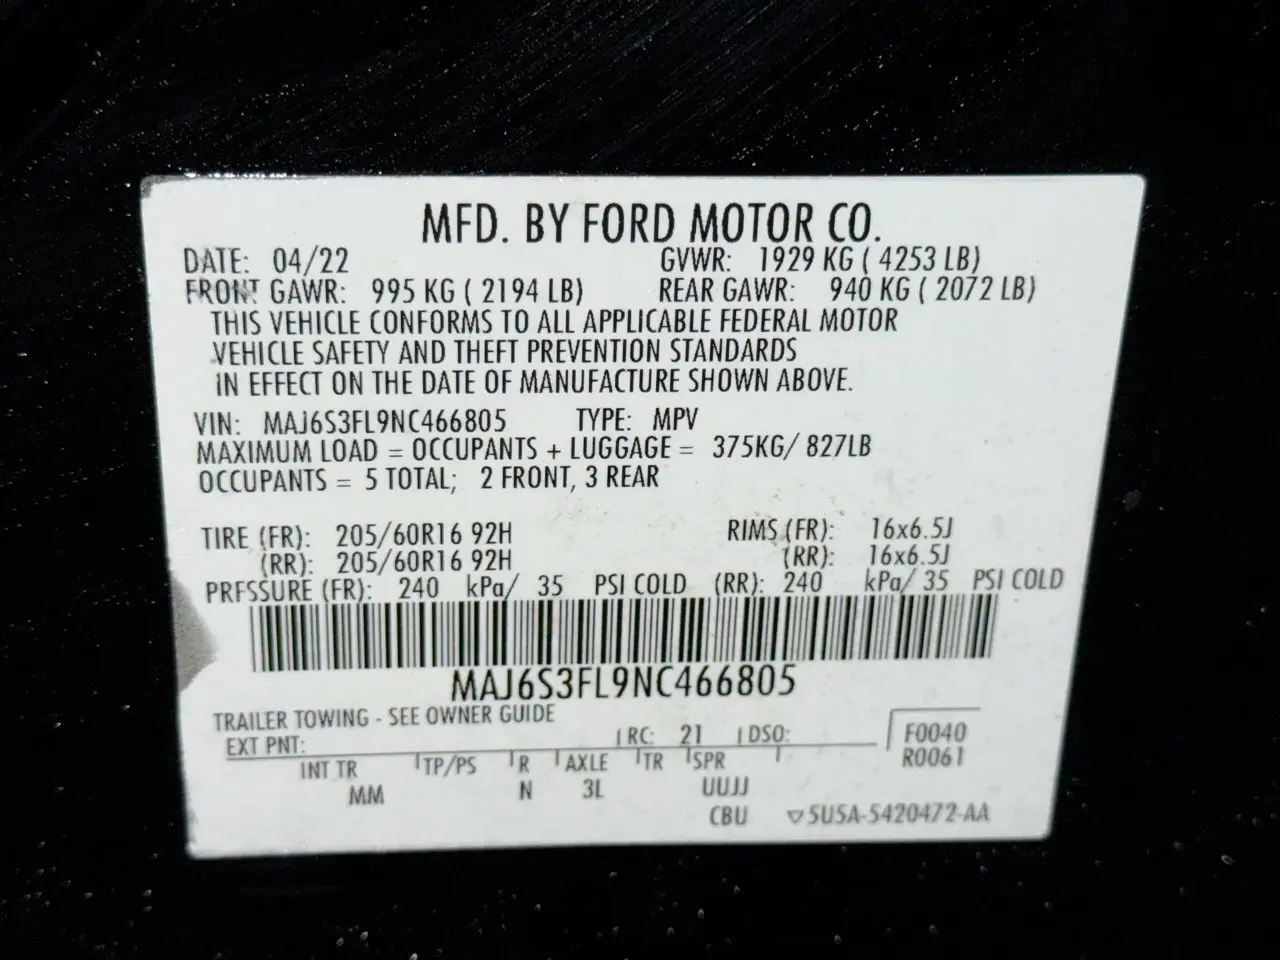 MFD. BY FORD MOTOR CO.
DATE: 04/22 GVWR: 1929 KG ( 4253 LB)
FRONT GAWR: 995 KG ( 2194 LB) REAR GAWR: 940 KG ( 2072 LB)
THIS VEHICLE CONFORMS TO ALL APPLICABLE FEDERAL MOTOR
VEHICLE SAFETY AND THEFT PREVENTION STANDARDS
IN EFFECT ON THE DATE OF MANUFACTURE SHOWN ABOVE.
VIN: MAJ6S3FL9NC466805 TYPE: MPV
MAXIMUM LOAD = OCCUPANTS + LUGGAGE = 375KG/ 827LB
OCCUPANTS = 5 TOTAL; 2 FRONT, 3 REAR
TIRE (FR): 205/60R16 92H RIMS (FR): 16x6.5J
(RR): 205/60R16 92H (RR): 16x6.5J
PRESSURE (FR): 240 kPa/ 35 PSI COLD (RR): 240 kPa/ 35 PSI COLD
MAJ6S3FL9NC466805
TRAILER TOWING - SEE OWNER GUIDE
EXT PNT: RC: 21 DSO: F0040
INT TR TP/PS R AXLE TR SPR R0061
MM N 3L UUJJ
CBU ▽5U5A-5420472-AA